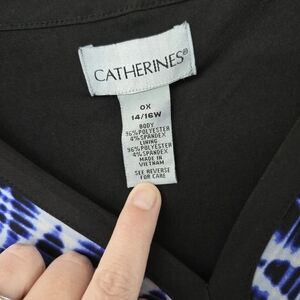 CATHERINES®
0X
14/16W
BODY
96% POLYESTER
4% SPANDEX
LINING
96% POLYESTER
4% SPANDEX
MADE IN
VIETNAM
SEE REVERSE
FOR CARE